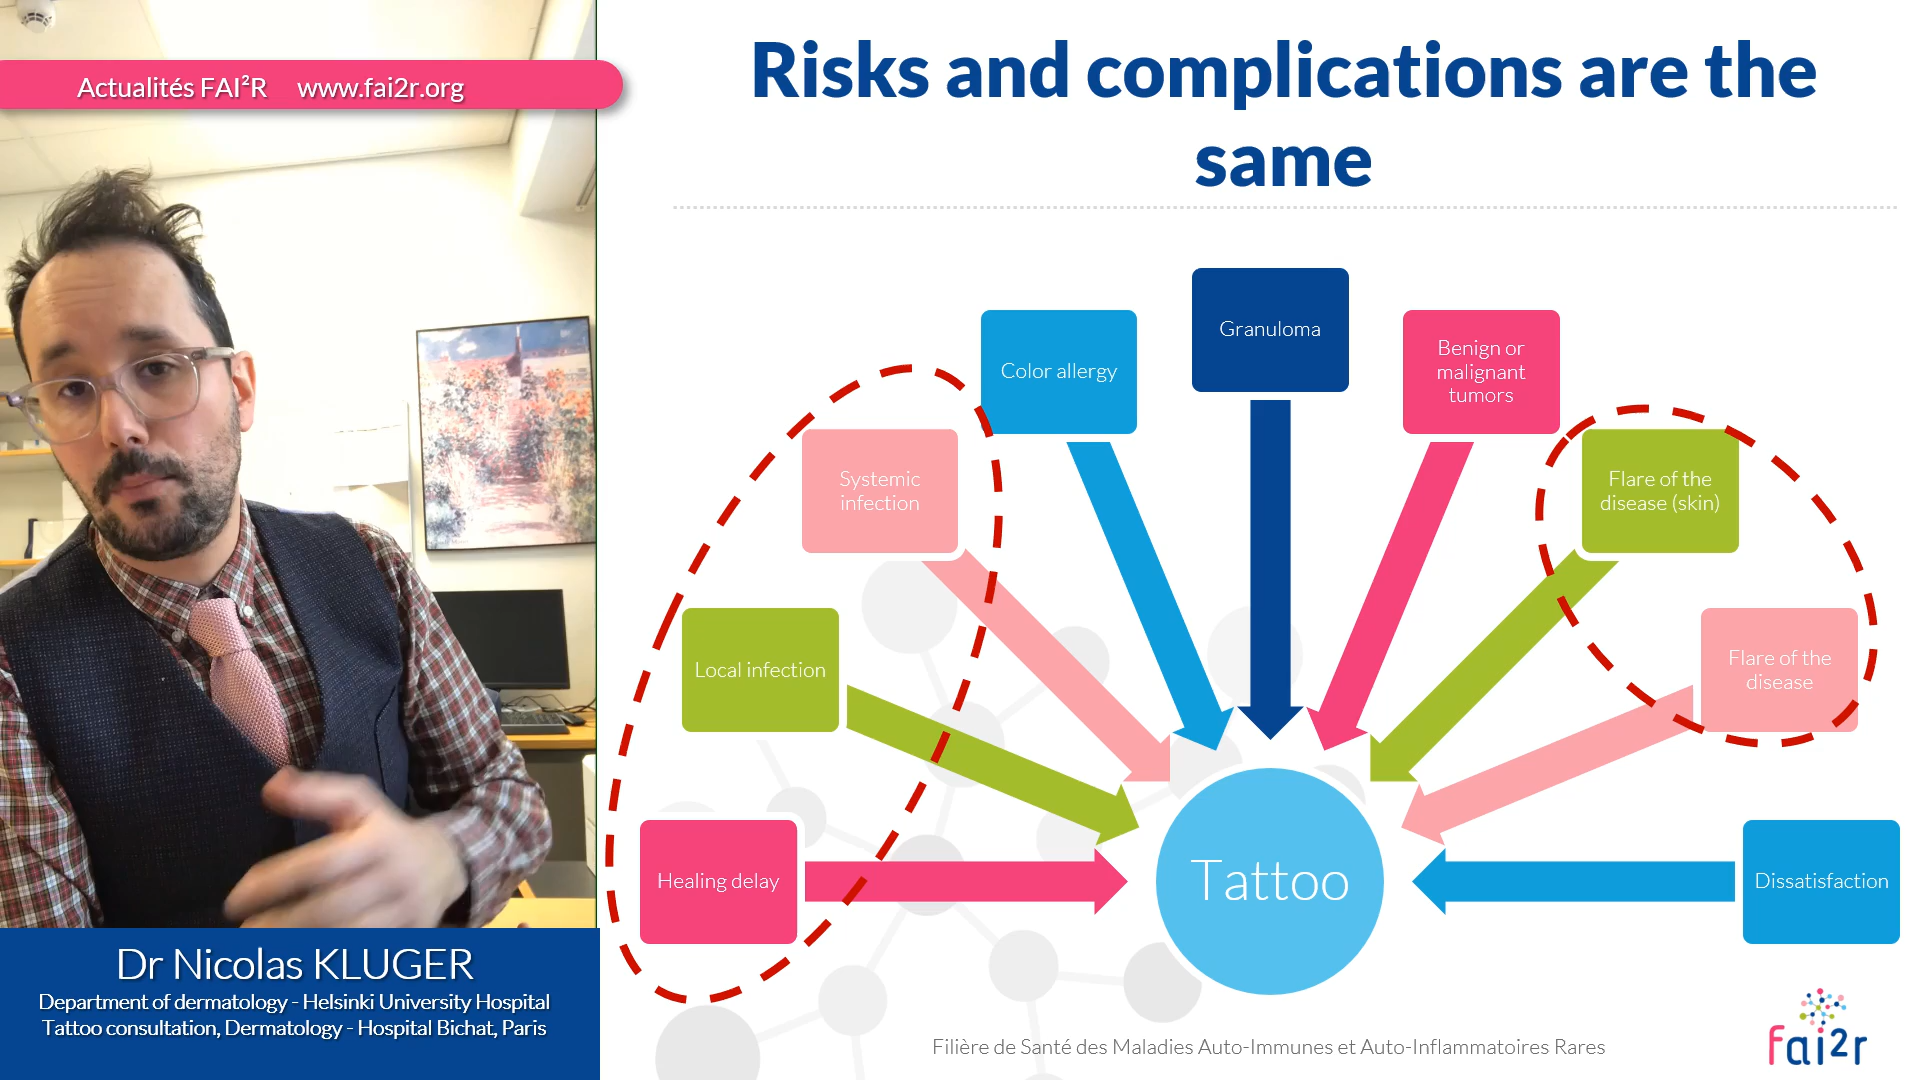 Actualités FAI²R www.fai2r.org
Risks and complications are the
same
Granuloma
Color allergy
Benign or
malignant
tumors
Systemic
infection
Flare of the
disease (skin)
Local infection
Flare of the
disease
Healing delay
Tattoo
Dissatisfaction
Dr Nicolas KLUGER
Department of dermatology - Helsinki University Hospital
Tattoo consultation, Dermatology - Hospital Bichat, Paris
Filière de Santé des Maladies Auto-Immunes et Auto-Inflammatoires Rares
fai2r